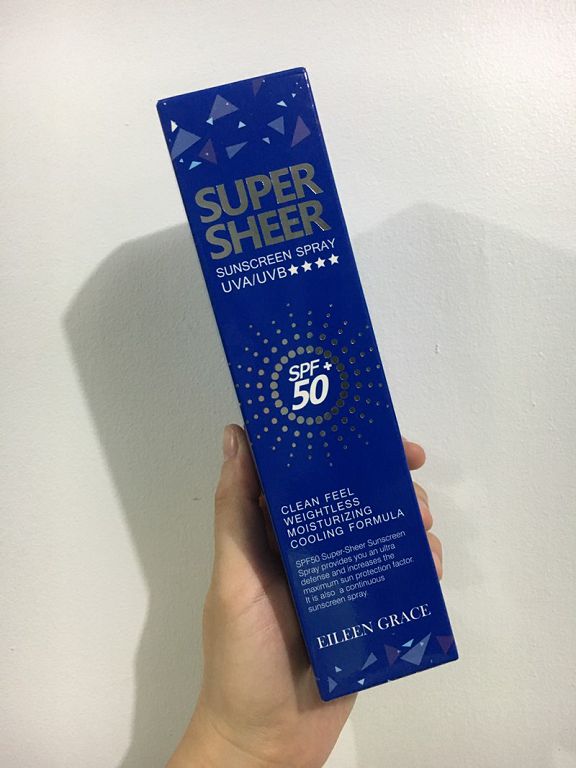 SUPER
SHEER
SUNSCREEN SPRAY
UVA/UVB★★★★
SPF +
50
CLEAN FEEL
WEIGHTLESS
MOISTURIZING
COOLING FORMULA
SPF50 Super-Sheer Sunscreen
Spray provides you an ultra
defense and increases the
maximum sun protection factor.
It is also a continuous
sunscreen spray
EILEEN GRACE